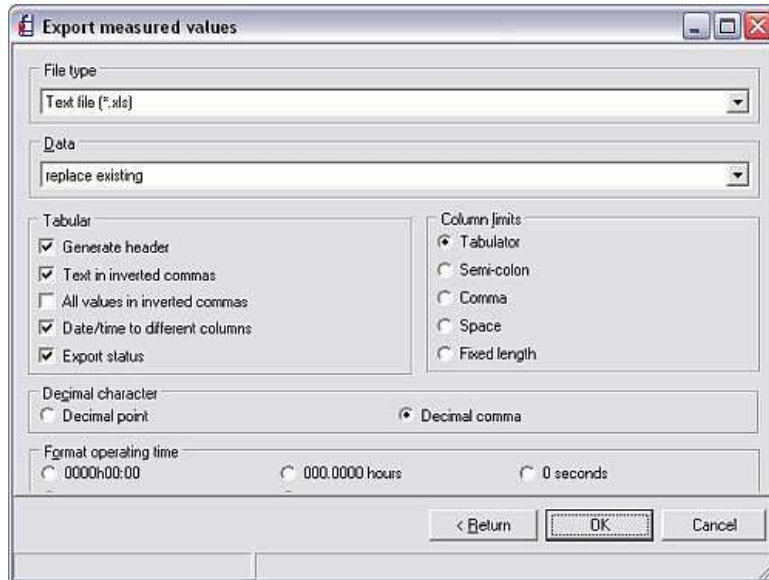 Export measured values
File type
Text file (*.xls)
Data
replace existing
Tabular
Generate header
Text in inverted commas
All values in inverted commas
Date/time to different columns
Export status
Column limits
Tabulator
Semi-colon
Comma
Space
Fixed length
Decimal character
Decimal point
Decimal comma
Format operating time
0000h00:00
000.0000 hours
0 seconds
< Return
OK
Cancel